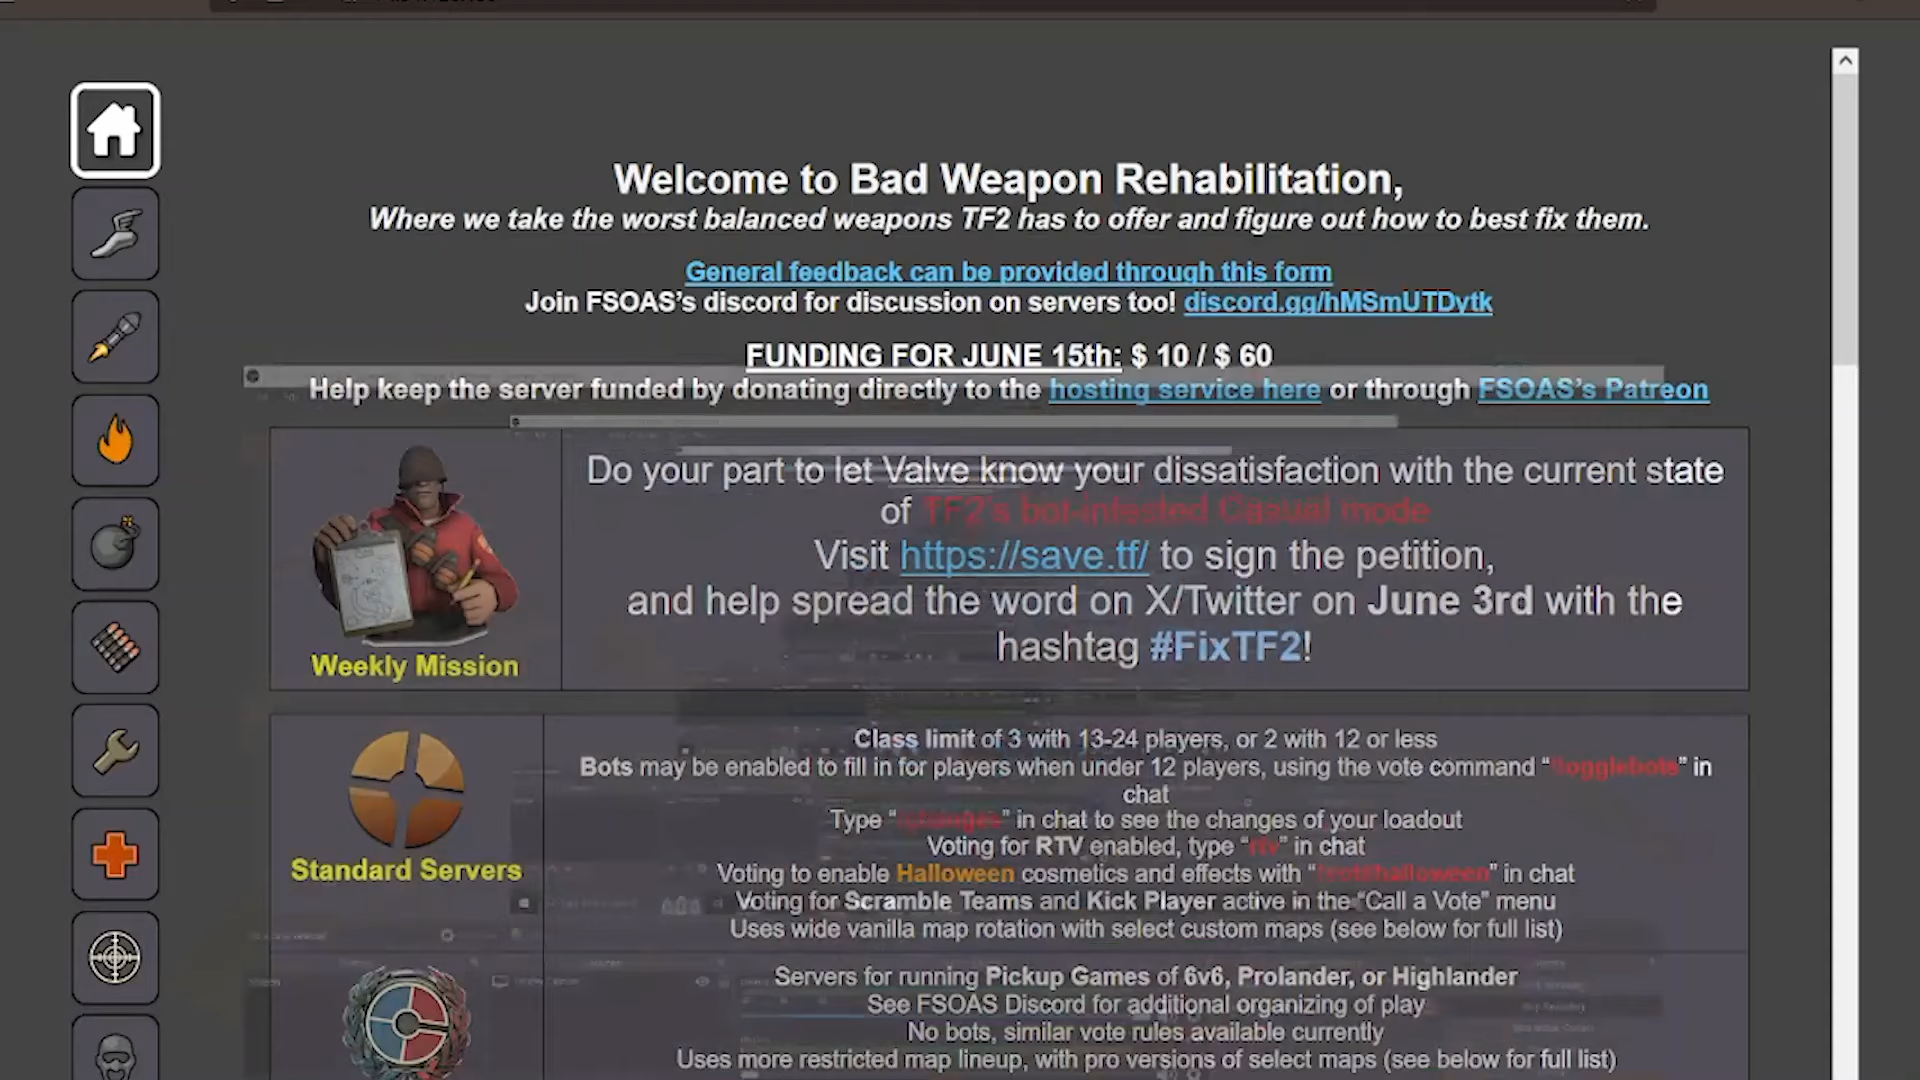 Welcome to Bad Weapon Rehabilitation,
Where we take the worst balanced weapons TF2 has to offer and figure out how to best fix them.
General feedback can be provided through this form
Join FSOAS’s discord for discussion on servers too! discord.gg/hMSmUTDytk
FUNDING FOR JUNE 15th: $ 10 / $ 60
Help keep the server funded by donating directly to the hosting service here or through FSOAS’s Patreon
Do your part to let Valve know your dissatisfaction with the current state
of TF2’s bot-infested Casual mode
Visit https://save.tf/ to sign the petition,
and help spread the word on X/Twitter on June 3rd with the
hashtag #FixTF2!
Weekly Mission
Class limit of 3 with 13-24 players, or 2 with 12 or less
Bots may be enabled to fill in for players when under 12 players, using the vote command “!togglebots” in
chat
Type “ ” in chat to see the changes of your loadout
Voting for RTV enabled, type “rtv” in chat
Voting to enable Halloween cosmetics and effects with “ ” in chat
Voting for Scramble Teams and Kick Player active in the “Call a Vote” menu
Uses wide vanilla map rotation with select custom maps (see below for full list)
Standard Servers
Servers for running Pickup Games of 6v6, Prolander, or Highlander
See FSOAS Discord for additional organizing of play
No bots, similar vote rules available currently
Uses more restricted map lineup, with pro versions of select maps (see below for full list)